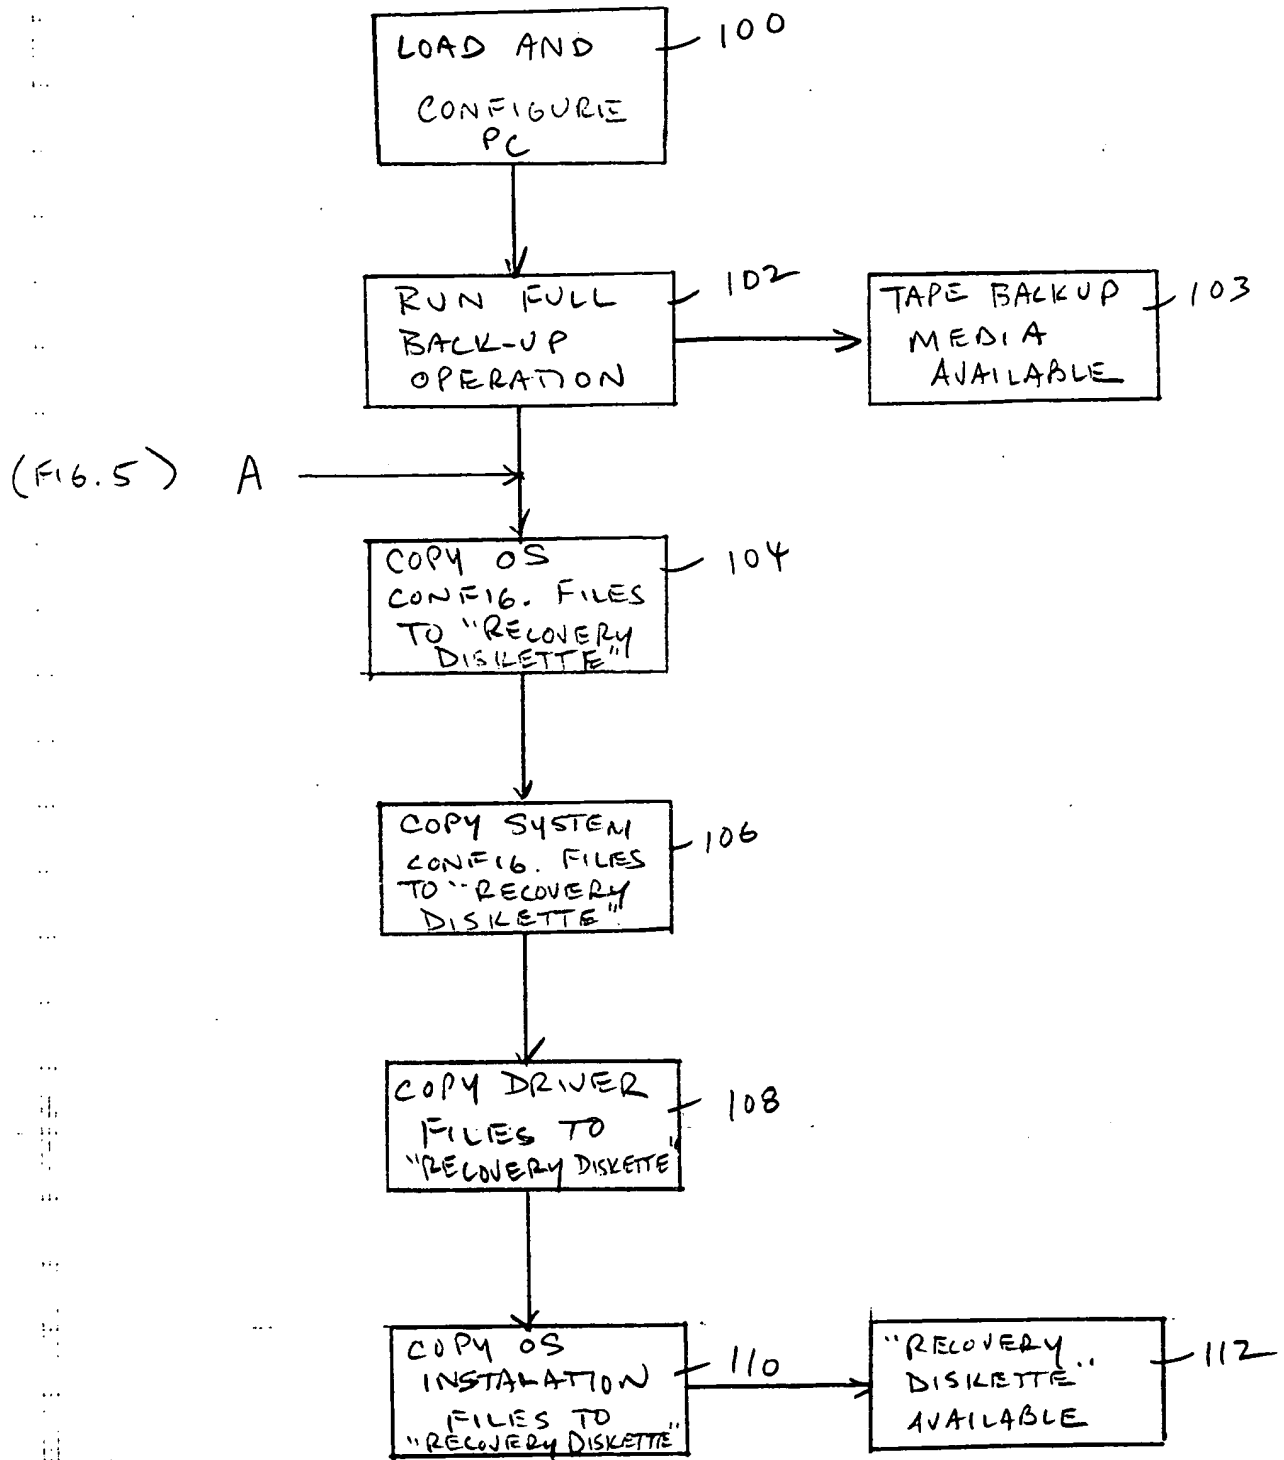 LOAD AND
CONFIGURE
PC
100
RUN FULL
BACK-UP
OPERATION
102
TAPE BACKUP
MEDIA
AVAILABLE
103
(FIG. 5) A
COPY OS
CONFIG. FILES
TO "RECOVERY
DISKETTE"
104
COPY SYSTEM
CONFIG. FILES
TO "RECOVERY
DISKETTE"
106
COPY DRIVER
FILES TO
"RECOVERY DISKETTE"
108
COPY OS
INSTALATION
FILES TO
"RECOVERY DISKETTE"
110
"RECOVERY
DISKETTE"
AVAILABLE
112